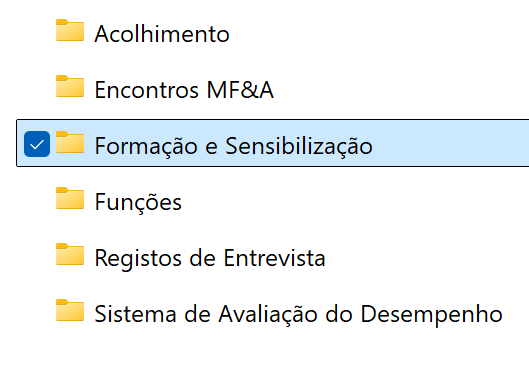 Acolhimento
Encontros MF&A
Formação e Sensibilização
Funções
Registos de Entrevista
Sistema de Avaliação do Desempenho